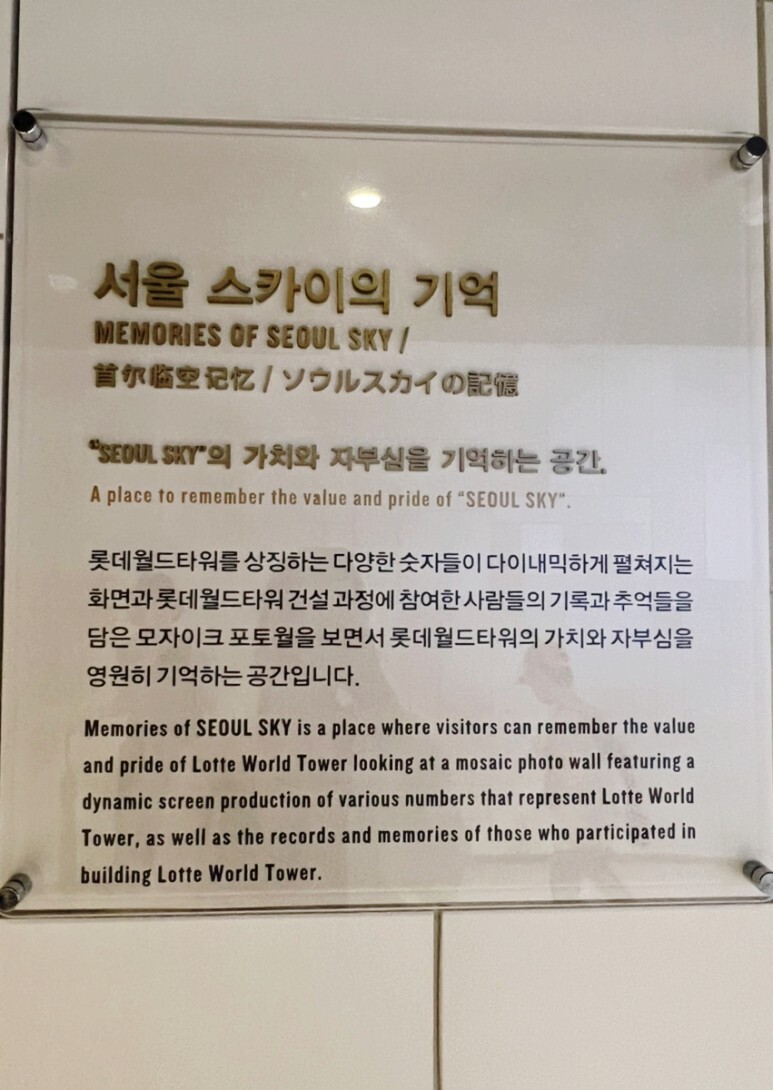 서울 스카이의 기억
MEMORIES OF SEOUL SKY /
首尔临空记忆 / ソウルスカイの記憶
“SEOUL SKY”의 가치와 자부심을 기억하는 공간.
A place to remember the value and pride of “SEOUL SKY”.
롯데월드타워를 상징하는 다양한 숫자들이 다이내믹하게 펼쳐지는
화면과 롯데월드타워 건설 과정에 참여한 사람들의 기록과 추억들을
담은 모자이크 포토월을 보면서 롯데월드타워의 가치와 자부심을
영원히 기억하는 공간입니다.
Memories of SEOUL SKY is a place where visitors can remember the value
and pride of Lotte World Tower looking at a mosaic photo wall featuring a
dynamic screen production of various numbers that represent Lotte World
Tower, as well as the records and memories of those who participated in
building Lotte World Tower.